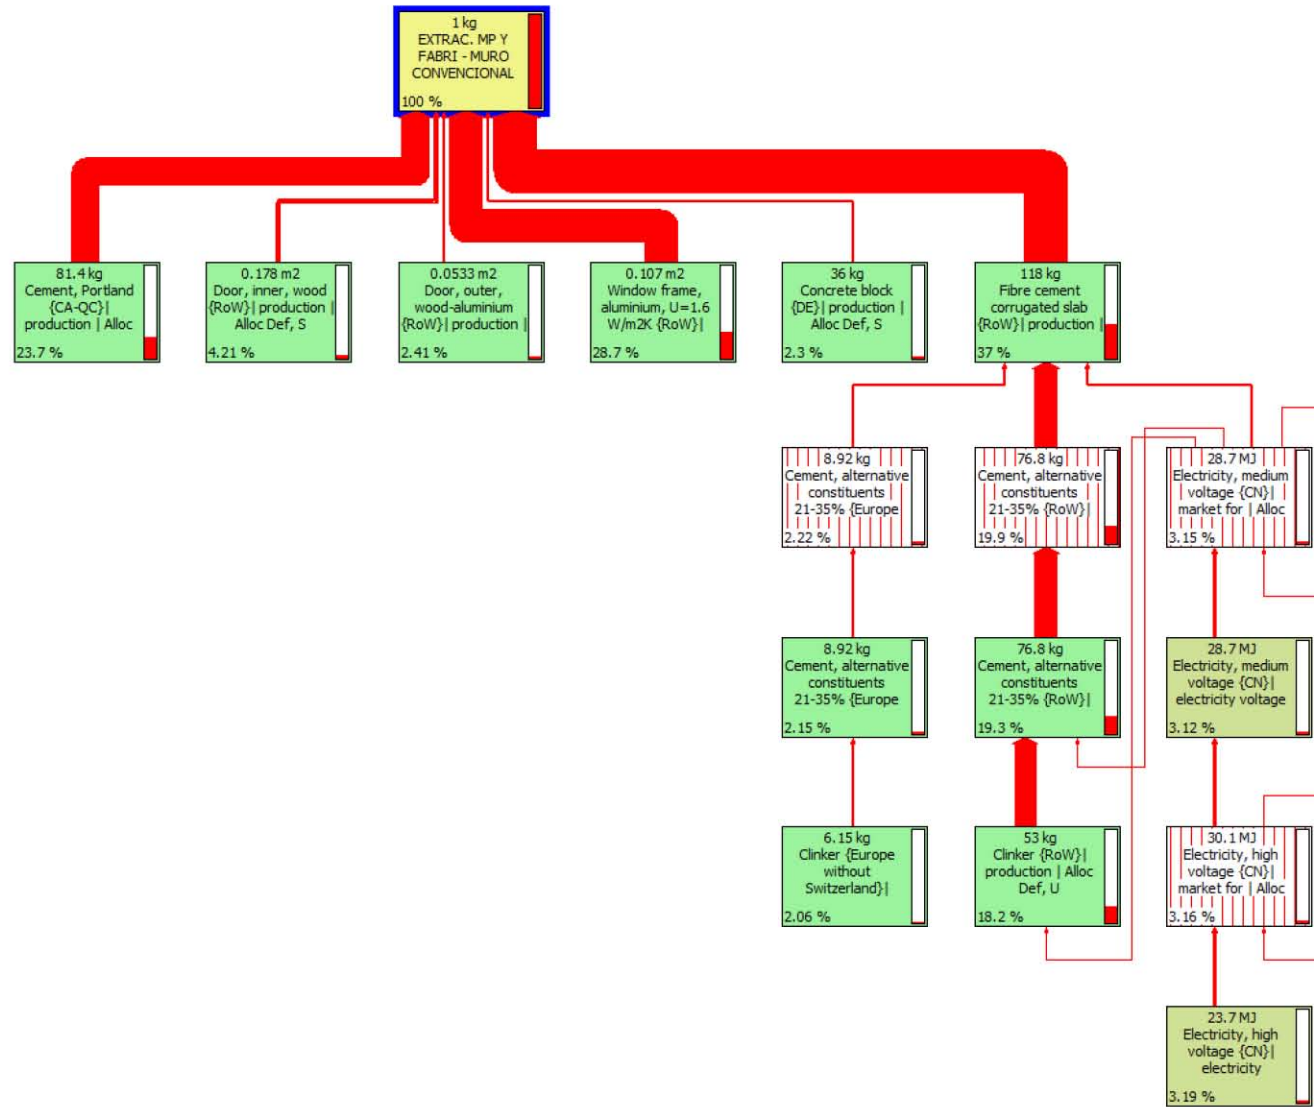 1 kg
EXTRAC. MP Y
FABRI - MURO
CONVENCIONAL
100 %
81.4 kg
Cement, Portland
{CA-QC}|
production | Alloc
23.7 %
0.178 m2
Door, inner, wood
{RoW}| production |
Alloc Def, S
4.21 %
0.0533 m2
Door, outer,
wood-aluminium
{RoW}| production |
2.41 %
0.107 m2
Window frame,
aluminium, U=1.6
W/m2K {RoW}|
28.7 %
36 kg
Concrete block
{DE}| production |
Alloc Def, S
2.3 %
118 kg
Fibre cement
corrugated slab
{RoW}| production |
37 %
8.92 kg
Cement, alternative
constituents
21-35% {Europe
2.22 %
76.8 kg
Cement, alternative
constituents
21-35% {RoW}|
19.9 %
28.7 MJ
Electricity, medium
voltage {CN}|
market for | Alloc
3.15 %
8.92 kg
Cement, alternative
constituents
21-35% {Europe
2.15 %
76.8 kg
Cement, alternative
constituents
21-35% {RoW}|
19.3 %
28.7 MJ
Electricity, medium
voltage {CN}|
electricity voltage
3.12 %
6.15 kg
Clinker {Europe
without
Switzerland}|
2.06 %
53 kg
Clinker {RoW}|
production | Alloc
Def, U
18.2 %
30.1 MJ
Electricity, high
voltage {CN}|
market for | Alloc
3.16 %
23.7 MJ
Electricity, high
voltage {CN}|
electricity
3.19 %